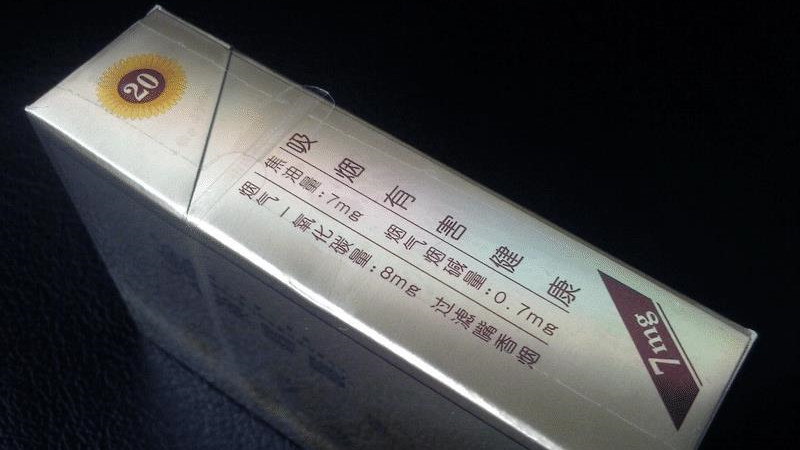 20
吸烟有害健康
焦油量：7mg 烟气烟碱量：0.7mg
烟气一氧化碳量：8mg 过滤嘴香烟
7mg